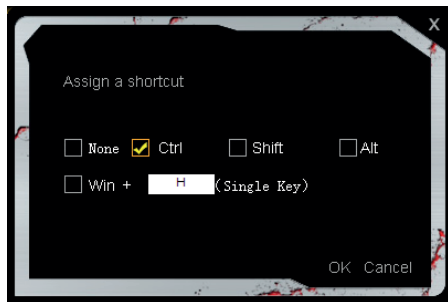 X
Assign a shortcut
None Ctrl Shift Alt
Win + H (Single Key)
OK Cancel